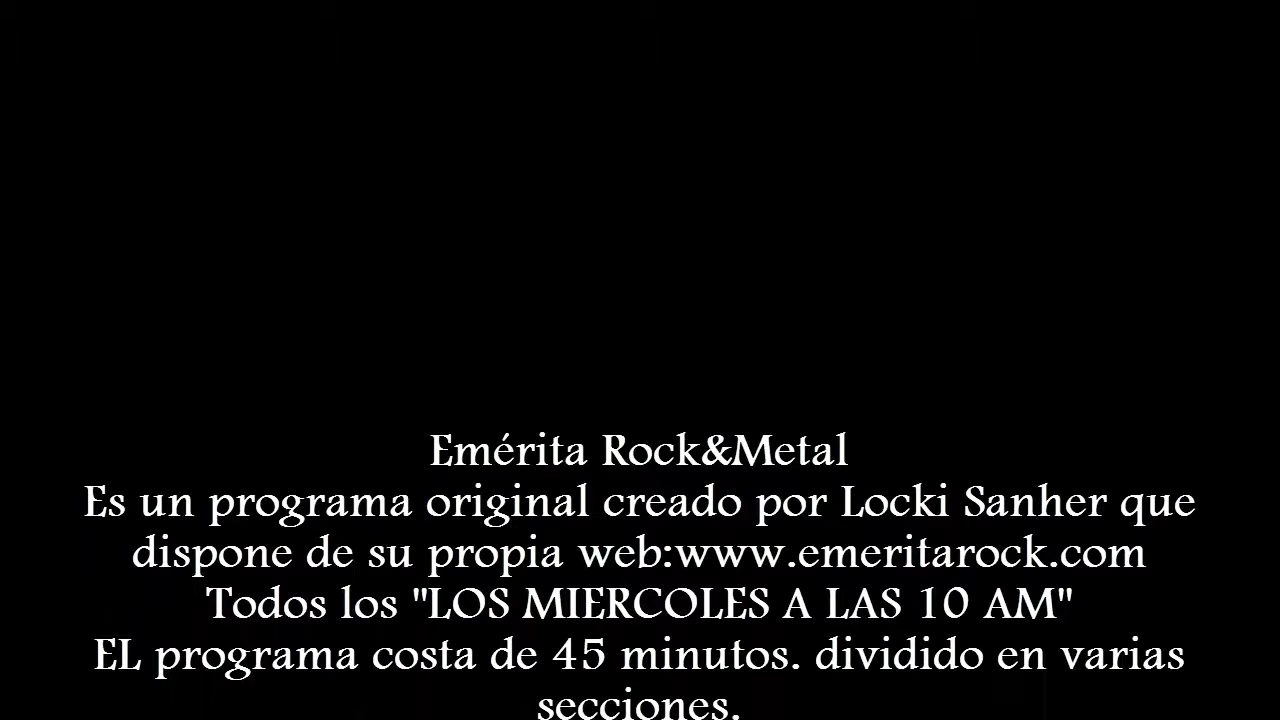 Emérita Rock&Metal
Es un programa original creado por Locki Sanher que
dispone de su propia web:www.emeritarock.com
Todos los "LOS MIERCOLES A LAS 10 AM"
EL programa costa de 45 minutos. dividido en varias
secciones.